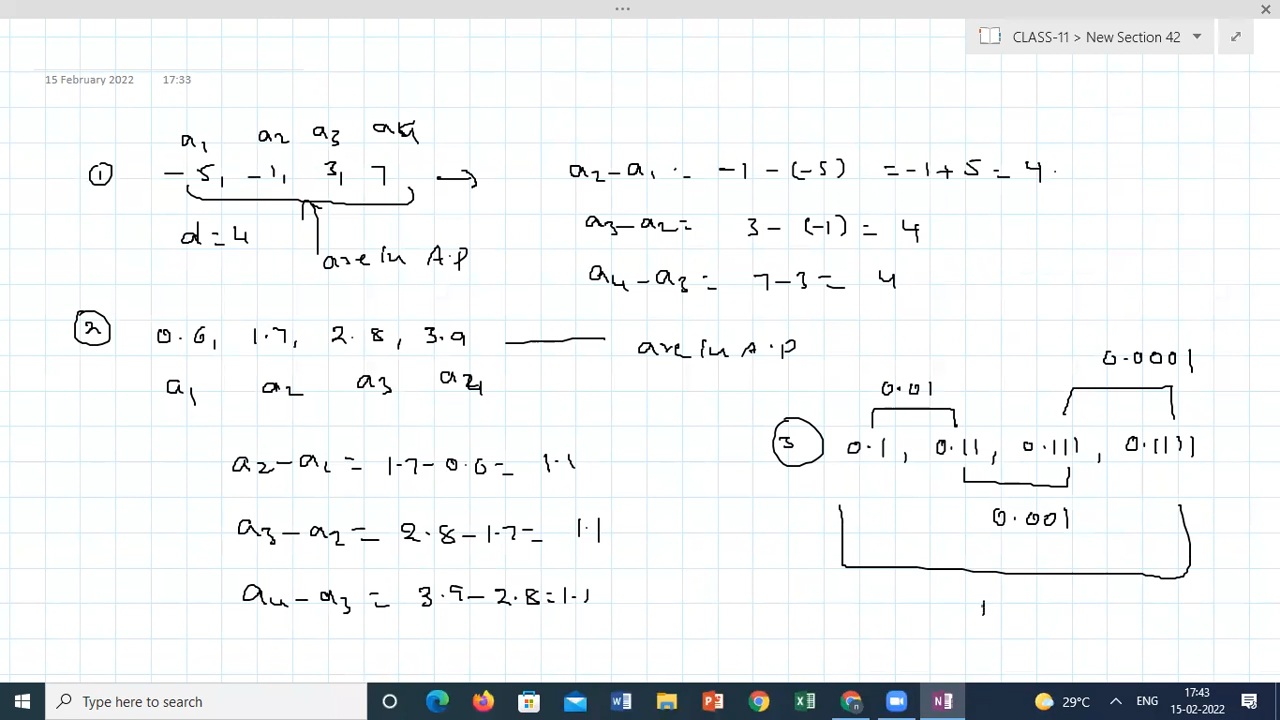 CLASS-11 > New Section 42
15 February 2022 17:33
a1 a2 a3 a4
① -5, -1, 3, 7 → a2-a1 = -1-(-5) = -1+5=4.
a3-a2= 3-(-1)= 4
d=4
are in A.P
a4-a3= 7-3= 4
② 0.6, 1.7, 2.8, 3.9 — are in A.P
a1 a2 a3 a4
a2-a1= 1.7-0.6= 1.1
a3-a2= 2.8-1.7= 1.1
a4-a3= 3.9-2.8=1.1
0.0001
0.01
③ 0.1, 0.11, 0.111, 0.1111
0.001
Type here to search
29°C
ENG
17:43
15-02-2022